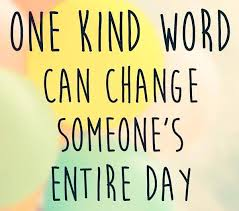 ONE KIND WORD
CAN CHANGE
SOMEONE'S
ENTIRE DAY